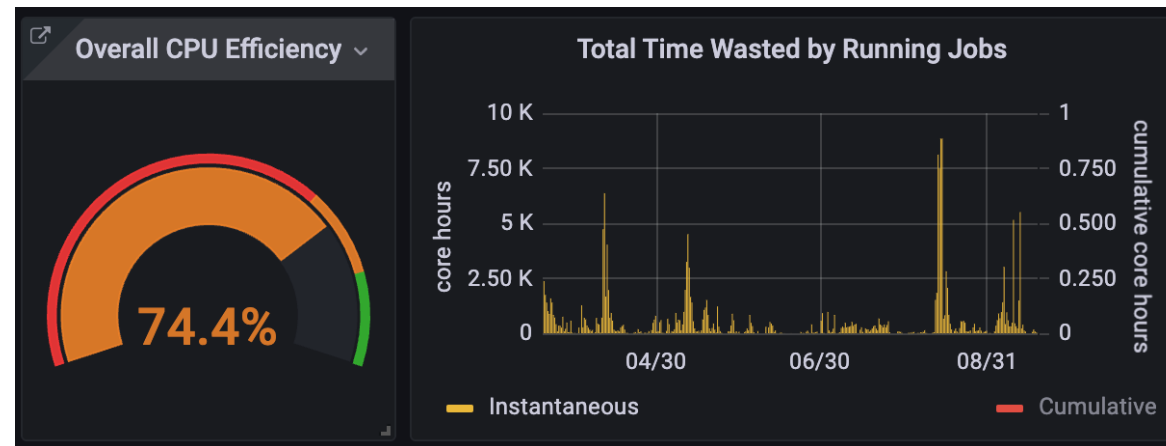 Overall CPU Efficiency
74.4%
Total Time Wasted by Running Jobs
core hours
10 K
7.50 K
5 K
2.50 K
0
1
0.750
0.500
0.250
0
cumulative core hours
04/30
06/30
08/31
Instantaneous
Cumulative